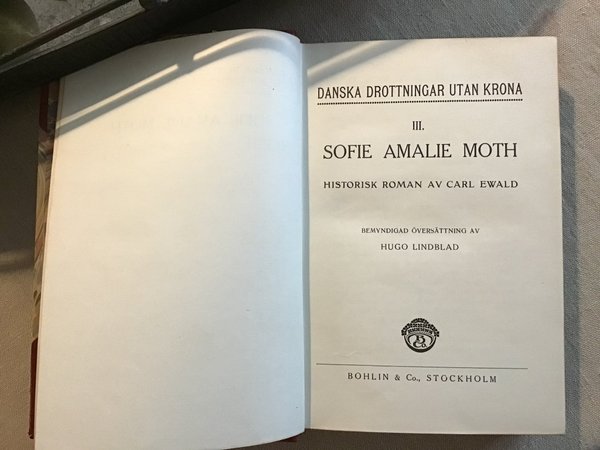 DANSKA DROTTNINGAR UTAN KRONA
III.
SOFIE AMALIE MOTH
HISTORISK ROMAN AV CARL EWALD
BEMYNDIGAD ÖVERSÄTTNING AV
HUGO LINDBLAD
B
Co.
BOHLIN & Co., STOCKHOLM